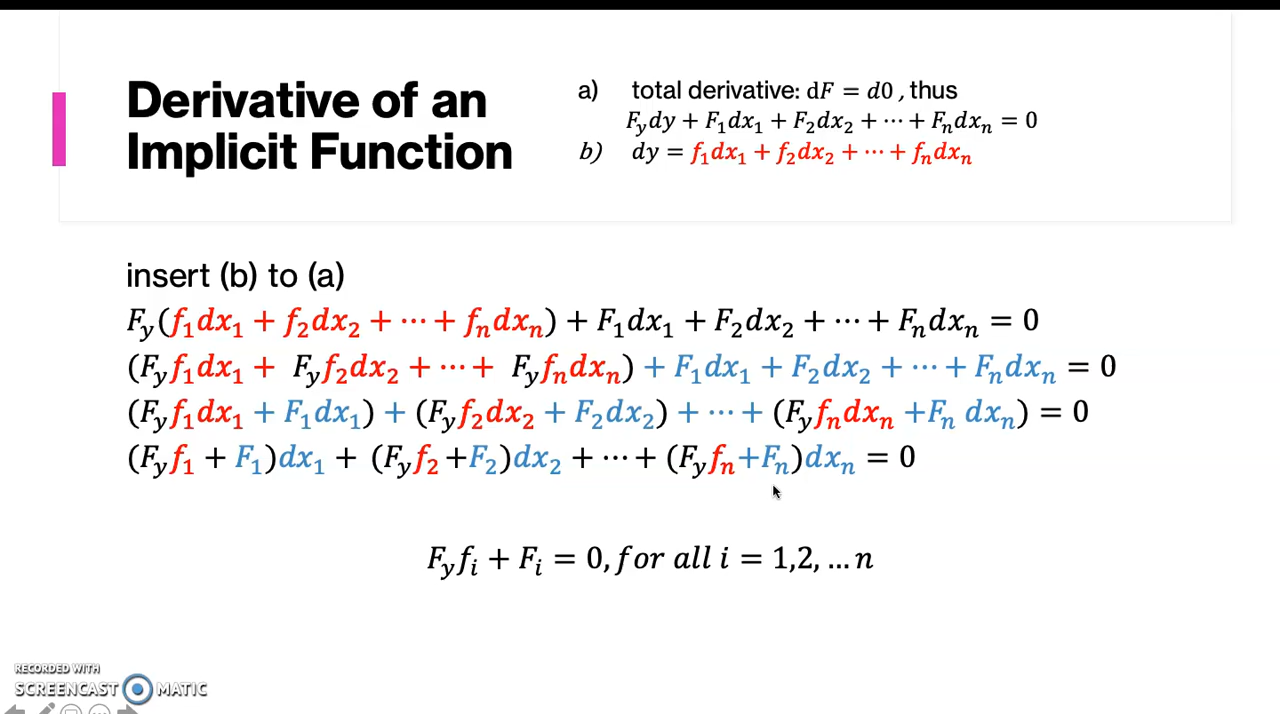 Derivative of an
Implicit Function
a) total derivative: dF = d0 , thus
F_y dy + F_1 dx_1 + F_2 dx_2 + ⋯ + F_n dx_n = 0
b) dy = f_1 dx_1 + f_2 dx_2 + ⋯ + f_n dx_n
insert (b) to (a)
F_y(f_1 dx_1 + f_2 dx_2 + ⋯ + f_n dx_n) + F_1 dx_1 + F_2 dx_2 + ⋯ + F_n dx_n = 0
(F_y f_1 dx_1 + F_y f_2 dx_2 + ⋯ + F_y f_n dx_n) + F_1 dx_1 + F_2 dx_2 + ⋯ + F_n dx_n = 0
(F_y f_1 dx_1 + F_1 dx_1) + (F_y f_2 dx_2 + F_2 dx_2) + ⋯ + (F_y f_n dx_n + F_n dx_n) = 0
(F_y f_1 + F_1)dx_1 + (F_y f_2 + F_2)dx_2 + ⋯ + (F_y f_n + F_n)dx_n = 0
F_y f_i + F_i = 0, for all i = 1,2, … n
RECORDED WITH
SCREENCAST MATIC